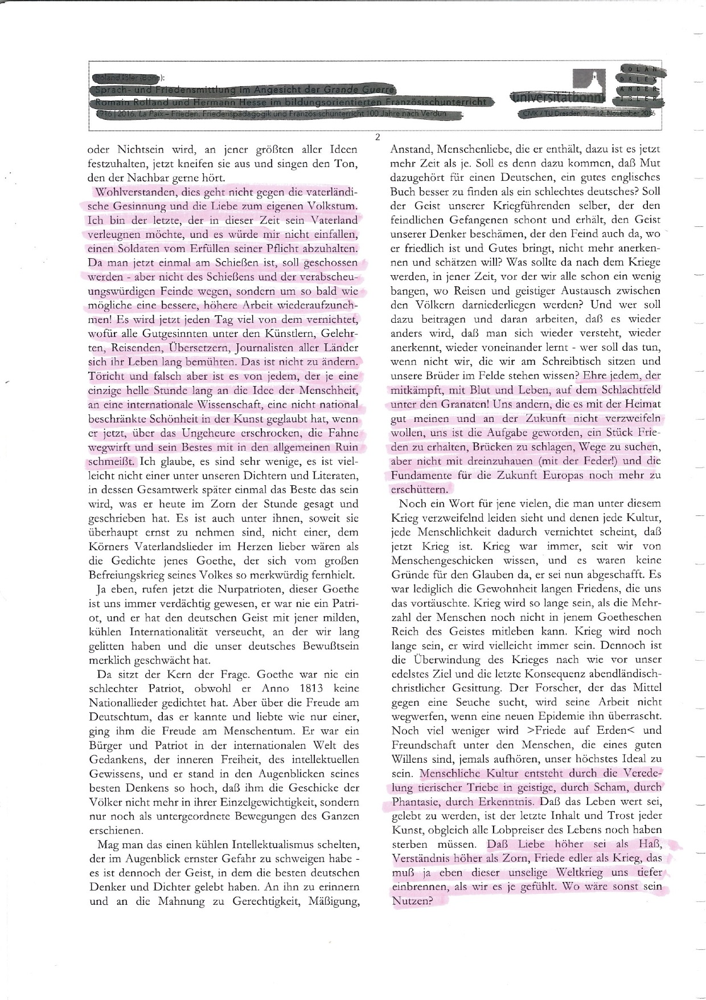 Roland Ißler (Bonn):
Sprach- und Friedensmittlung im Angesicht der Grande Guerre
Romain Rolland und Hermann Hesse im bildungsorientierten Französischunterricht
1916 | 2016. La Paix – Frieden. Friedenspädagogik und Französischunterricht 100 Jahre nach Verdun
universitätbonn
ROLAN
DALEX
ANDER
IßLER
CMK / TU Dresden, 9. – 12. November 2016
2
oder Nichtsein wird, an jener größten aller Ideen
festzuhalten, jetzt kneifen sie aus und singen den Ton,
den der Nachbar gerne hört.
Wohlverstanden, dies geht nicht gegen die vaterländi-
sche Gesinnung und die Liebe zum eigenen Volkstum.
Ich bin der letzte, der in dieser Zeit sein Vaterland
verleugnen möchte, und es würde mir nicht einfallen,
einen Soldaten vom Erfüllen seiner Pflicht abzuhalten.
Da man jetzt einmal am Schießen ist, soll geschossen
werden - aber nicht des Schießens und der verabscheu-
ungswürdigen Feinde wegen, sondern um so bald wie
mögliche eine bessere, höhere Arbeit wiederaufzuneh-
men! Es wird jetzt jeden Tag viel von dem vernichtet,
wofür alle Gutgesinnten unter den Künstlern, Gelehr-
ten, Reisenden, Übersetzern, Journalisten aller Länder
sich ihr Leben lang bemühten. Das ist nicht zu ändern.
Töricht und falsch aber ist es von jedem, der je eine
einzige helle Stunde lang an die Idee der Menschheit,
an eine internationale Wissenschaft, eine nicht national
beschränkte Schönheit in der Kunst geglaubt hat, wenn
er jetzt, über das Ungeheure erschrocken, die Fahne
wegwirft und sein Bestes mit in den allgemeinen Ruin
schmeißt. Ich glaube, es sind sehr wenige, es ist viel-
leicht nicht einer unter unseren Dichtern und Literaten,
in dessen Gesamtwerk später einmal das Beste das sein
wird, was er heute im Zorn der Stunde gesagt und
geschrieben hat. Es ist auch unter ihnen, soweit sie
überhaupt ernst zu nehmen sind, nicht einer, dem
Körners Vaterlandslieder im Herzen lieber wären als
die Gedichte jenes Goethe, der sich vom großen
Befreiungskrieg seines Volkes so merkwürdig fernhielt.
Ja eben, rufen jetzt die Nurpatrioten, dieser Goethe
ist uns immer verdächtig gewesen, er war nie ein Patri-
ot, und er hat den deutschen Geist mit jener milden,
kühlen Internationalität verseucht, an der wir lang
gelitten haben und die unser deutsches Bewußtsein
merklich geschwächt hat.
Da sitzt der Kern der Frage. Goethe war nie ein
schlechter Patriot, obwohl er Anno 1813 keine
Nationallieder gedichtet hat. Aber über die Freude am
Deutschtum, das er kannte und liebte wie nur einer,
ging ihm die Freude am Menschentum. Er war ein
Bürger und Patriot in der internationalen Welt des
Gedankens, der inneren Freiheit, des intellektuellen
Gewissens, und er stand in den Augenblicken seines
besten Denkens so hoch, daß ihm die Geschicke der
Völker nicht mehr in ihrer Einzelgewichtigkeit, sondern
nur noch als untergeordnete Bewegungen des Ganzen
erschienen.
Mag man das einen kühlen Intellektualismus schelten,
der im Augenblick ernster Gefahr zu schweigen habe -
es ist dennoch der Geist, in dem die besten deutschen
Denker und Dichter gelebt haben. An ihn zu erinnern
und an die Mahnung zu Gerechtigkeit, Mäßigung,
Anstand, Menschenliebe, die er enthält, dazu ist es jetzt
mehr Zeit als je. Soll es denn dazu kommen, daß Mut
dazugehört für einen Deutschen, ein gutes englisches
Buch besser zu finden als ein schlechtes deutsches? Soll
der Geist unserer Kriegführenden selber, der den
feindlichen Gefangenen schont und erhält, den Geist
unserer Denker beschämen, der den Feind auch da, wo
er friedlich ist und Gutes bringt, nicht mehr anerken-
nen und schätzen will? Was sollte da nach dem Kriege
werden, in jener Zeit, vor der wir alle schon ein wenig
bangen, wo Reisen und geistiger Austausch zwischen
den Völkern darniederliegen werden? Und wer soll
dazu beitragen und daran arbeiten, daß es wieder
anders wird, daß man sich wieder versteht, wieder
anerkennt, wieder voneinander lernt - wer soll das tun,
wenn nicht wir, die wir am Schreibtisch sitzen und
unsere Brüder im Felde stehen wissen? Ehre jedem, der
mitkämpft, mit Blut und Leben, auf dem Schlachtfeld
unter den Granaten! Uns andern, die es mit der Heimat
gut meinen und an der Zukunft nicht verzweifeln
wollen, uns ist die Aufgabe geworden, ein Stück Frie-
den zu erhalten, Brücken zu schlagen, Wege zu suchen,
aber nicht mit dreinzuhauen (mit der Feder!) und die
Fundamente für die Zukunft Europas noch mehr zu
erschüttern.
Noch ein Wort für jene vielen, die man unter diesem
Krieg verzweifelnd leiden sieht und denen jede Kultur,
jede Menschlichkeit dadurch vernichtet scheint, daß
jetzt Krieg ist. Krieg war immer, seit wir von
Menschengeschicken wissen, und es waren keine
Gründe für den Glauben da, er sei nun abgeschafft. Es
war lediglich die Gewohnheit langen Friedens, die uns
das vortäuschte. Krieg wird so lange sein, als die Mehr-
zahl der Menschen noch nicht in jenem Goetheschen
Reich des Geistes mitleben kann. Krieg wird noch
lange sein, er wird vielleicht immer sein. Dennoch ist
die Überwindung des Krieges nach wie vor unser
edelstes Ziel und die letzte Konsequenz abendländisch-
christlicher Gesittung. Der Forscher, der das Mittel
gegen eine Seuche sucht, wird seine Arbeit nicht
wegwerfen, wenn eine neuen Epidemie ihn überrascht.
Noch viel weniger wird >Friede auf Erden< und
Freundschaft unter den Menschen, die eines guten
Willens sind, jemals aufhören, unser höchstes Ideal zu
sein. Menschliche Kultur entsteht durch die Verede-
lung tierischer Triebe in geistige, durch Scham, durch
Phantasie, durch Erkenntnis. Daß das Leben wert sei,
gelebt zu werden, ist der letzte Inhalt und Trost jeder
Kunst, obgleich alle Lobpreiser des Lebens noch haben
sterben müssen. Daß Liebe höher sei als Haß,
Verständnis höher als Zorn, Friede edler als Krieg, das
muß ja eben dieser unselige Weltkrieg uns tiefer
einbrennen, als wir es je gefühlt. Wo wäre sonst sein
Nutzen?